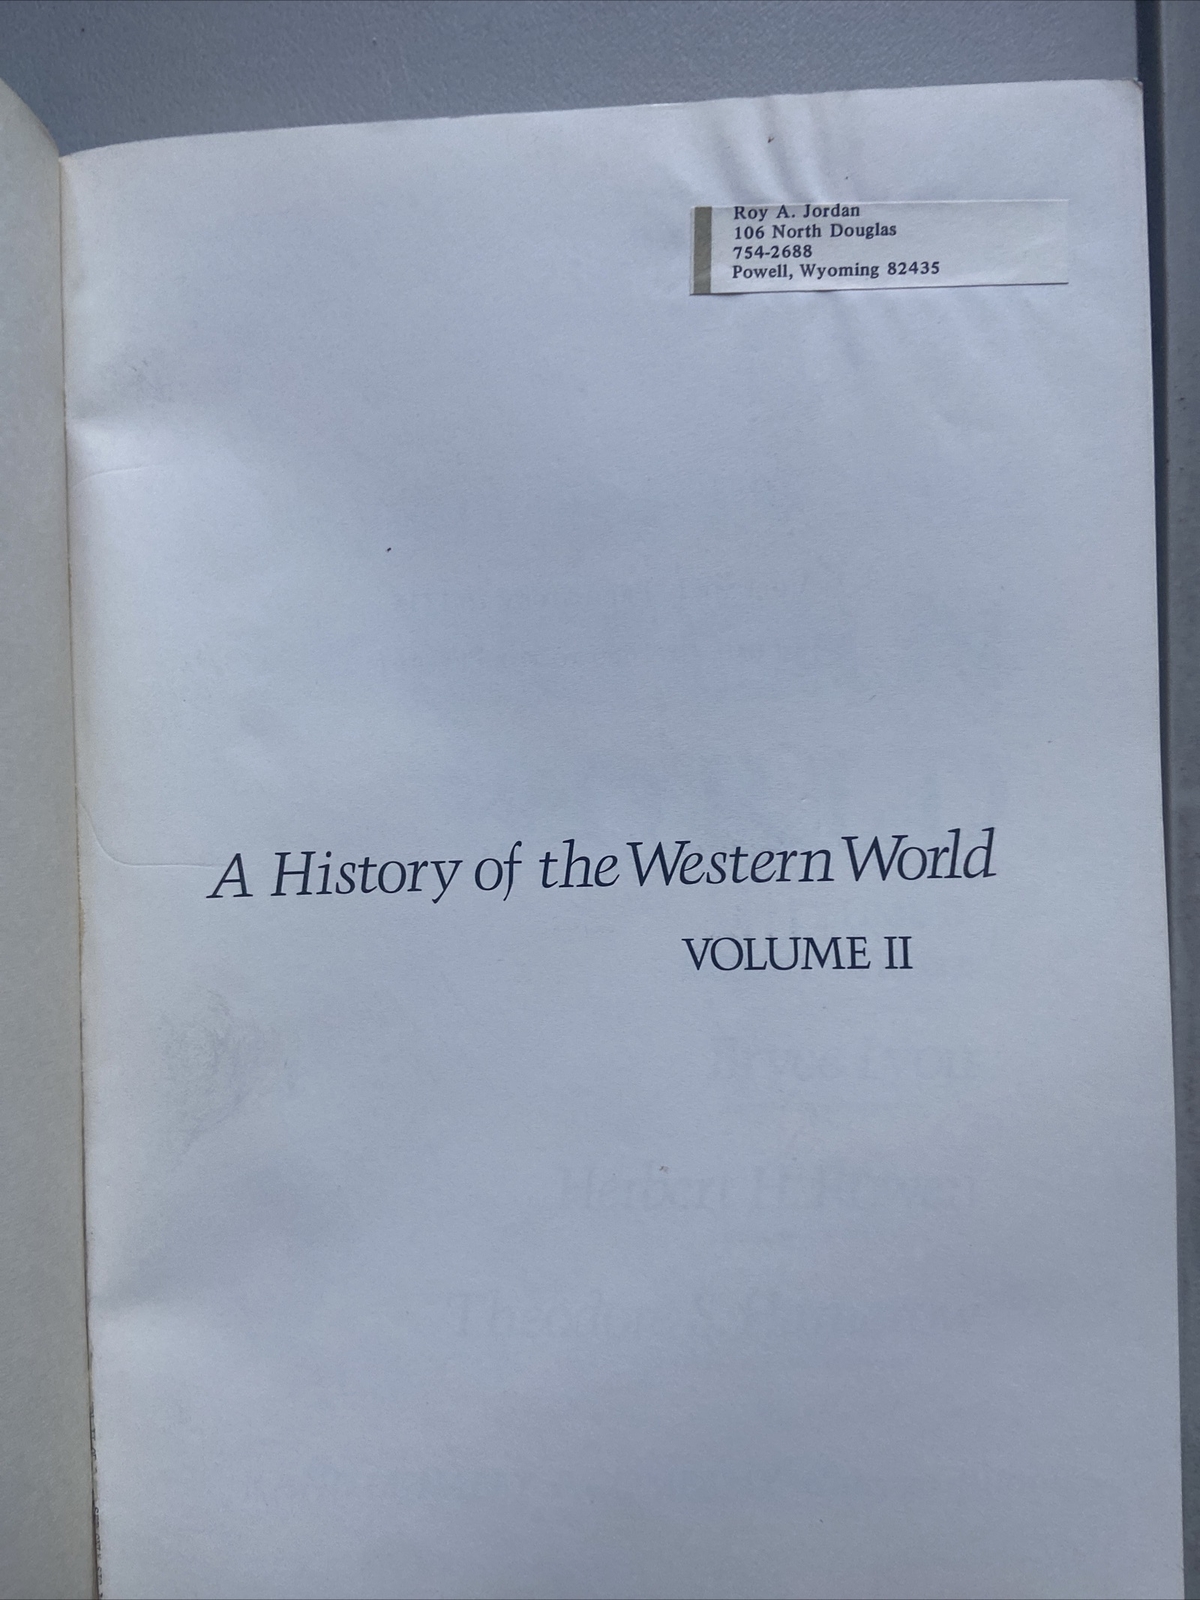 Roy A. Jordan
106 North Douglas
754-2688
Powell, Wyoming 82435
A History of the Western World
VOLUME II